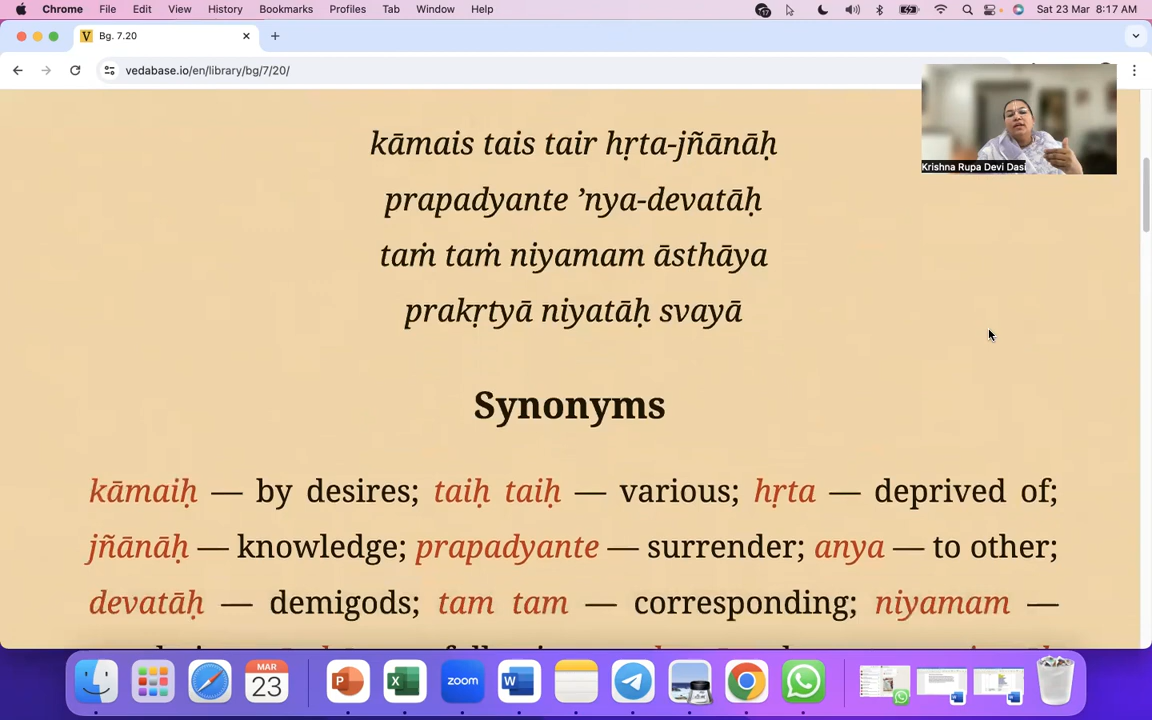 Chrome File Edit View History Bookmarks Profiles Tab Window Help
17
Sat 23 Mar 8:17 AM
V Bg. 7.20
vedabase.io/en/library/bg/7/20/
kāmais tais tair hṛta-jñānāḥ
prapadyante ’nya-devatāḥ
taṁ taṁ niyamam āsthāya
prakṛtyā niyatāḥ svayā
Krishna Rupa Devi Dasi
Synonyms
kāmaiḥ — by desires; taiḥ taiḥ — various; hṛta — deprived of;
jñānāḥ — knowledge; prapadyante — surrender; anya — to other;
devatāḥ — demigods; tam tam — corresponding; niyamam —
MAR
23
P
X
zoom
W